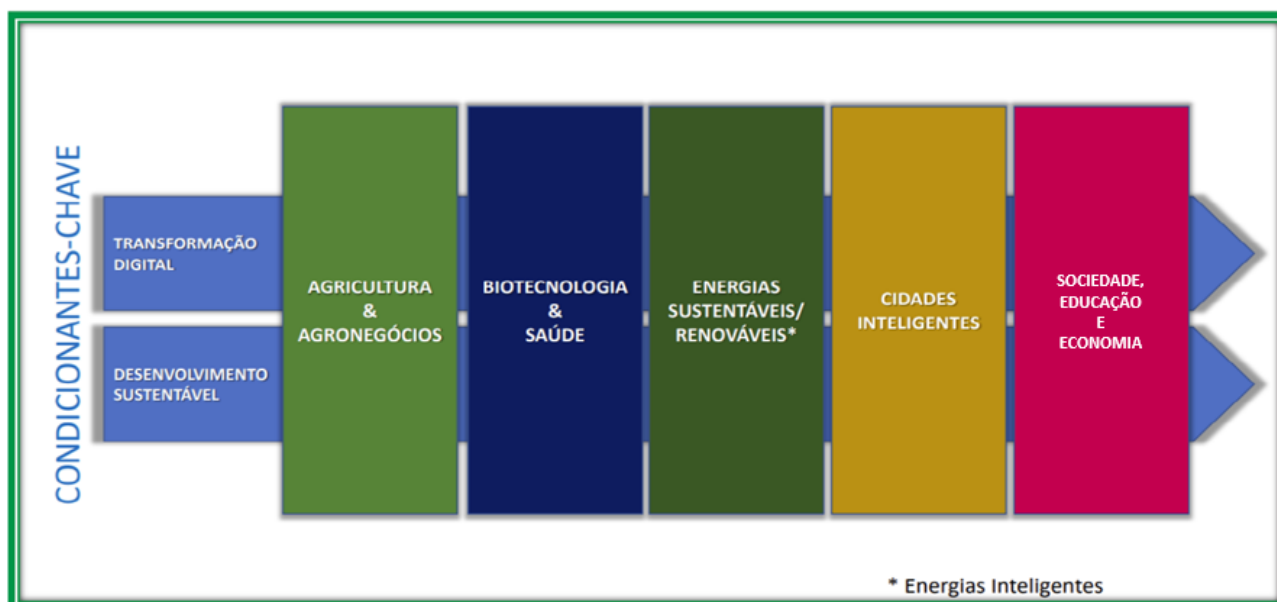 CONDICIONANTES-CHAVE
TRANSFORMAÇÃO
DIGITAL
DESENVOLVIMENTO
SUSTENTÁVEL
AGRICULTURA
&
AGRONEGÓCIOS
BIOTECNOLOGIA
&
SAÚDE
ENERGIAS
SUSTENTÁVEIS/
RENOVÁVEIS*
CIDADES
INTELIGENTES
SOCIEDADE,
EDUCAÇÃO
E
ECONOMIA
* Energias Inteligentes